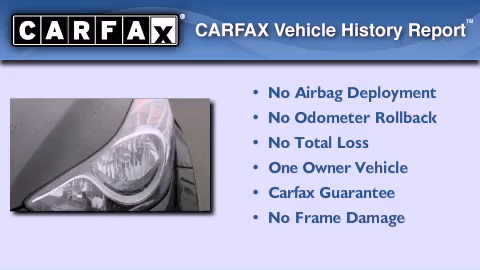 CARFAX® CARFAX Vehicle History Report™
• No Airbag Deployment
• No Odometer Rollback
• No Total Loss
• One Owner Vehicle
• Carfax Guarantee
• No Frame Damage